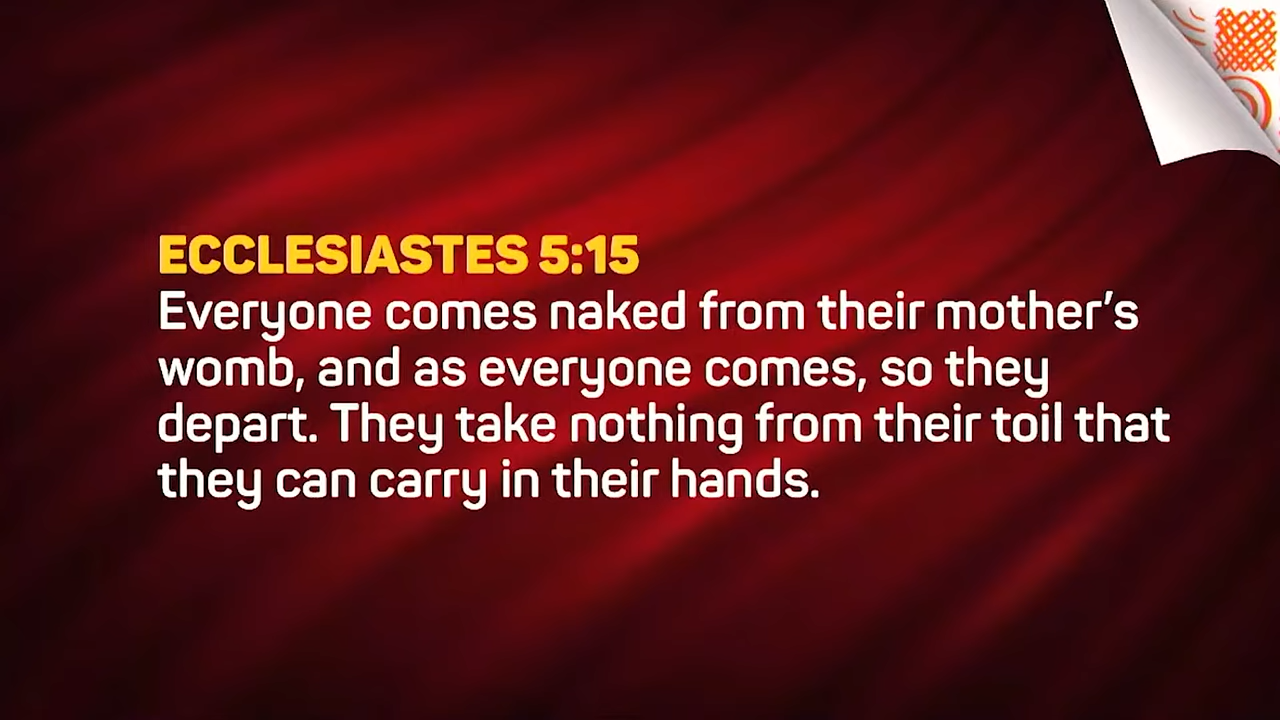 ECCLESIASTES 5:15
Everyone comes naked from their mother’s
womb, and as everyone comes, so they
depart. They take nothing from their toil that
they can carry in their hands.